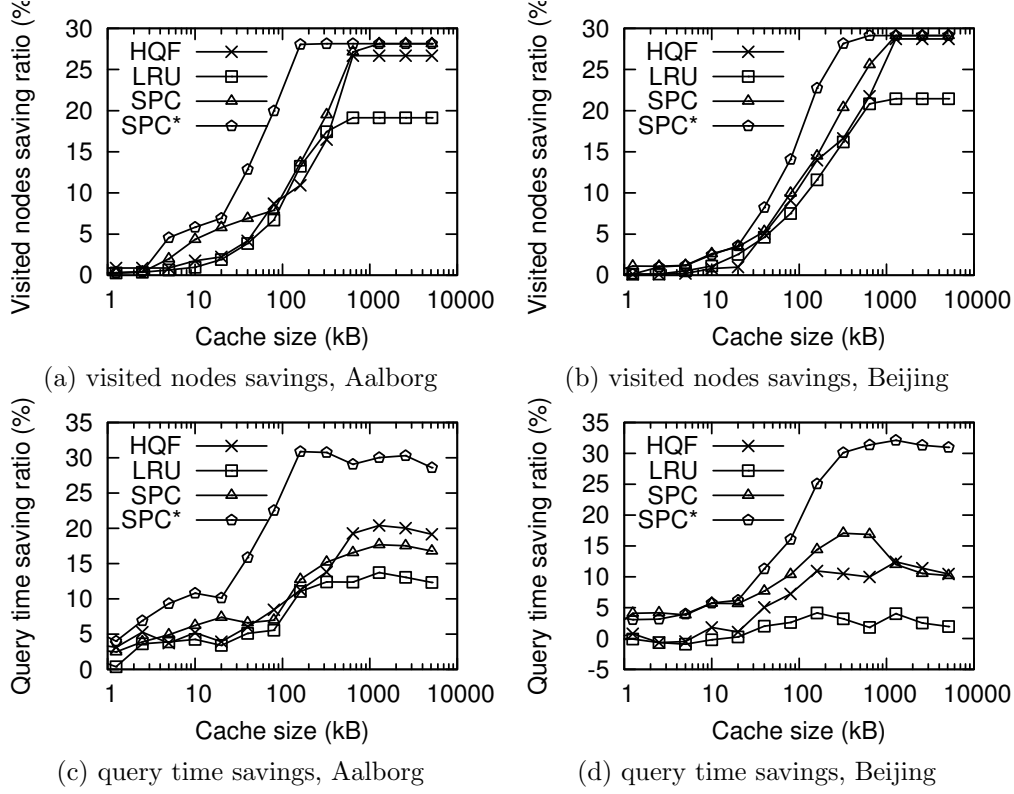 Visited nodes saving ratio (%)
30
25
20
15
10
5
0
HQF
LRU
SPC
SPC*
1 10 100 1000 10000
Cache size (kB)
(a) visited nodes savings, Aalborg
Visited nodes saving ratio (%)
30
25
20
15
10
5
0
HQF
LRU
SPC
SPC*
1 10 100 1000 10000
Cache size (kB)
(b) visited nodes savings, Beijing
Query time saving ratio (%)
35
30
25
20
15
10
5
0
HQF
LRU
SPC
SPC*
1 10 100 1000 10000
Cache size (kB)
(c) query time savings, Aalborg
Query time saving ratio (%)
35
30
25
20
15
10
5
0
-5
HQF
LRU
SPC
SPC*
1 10 100 1000 10000
Cache size (kB)
(d) query time savings, Beijing